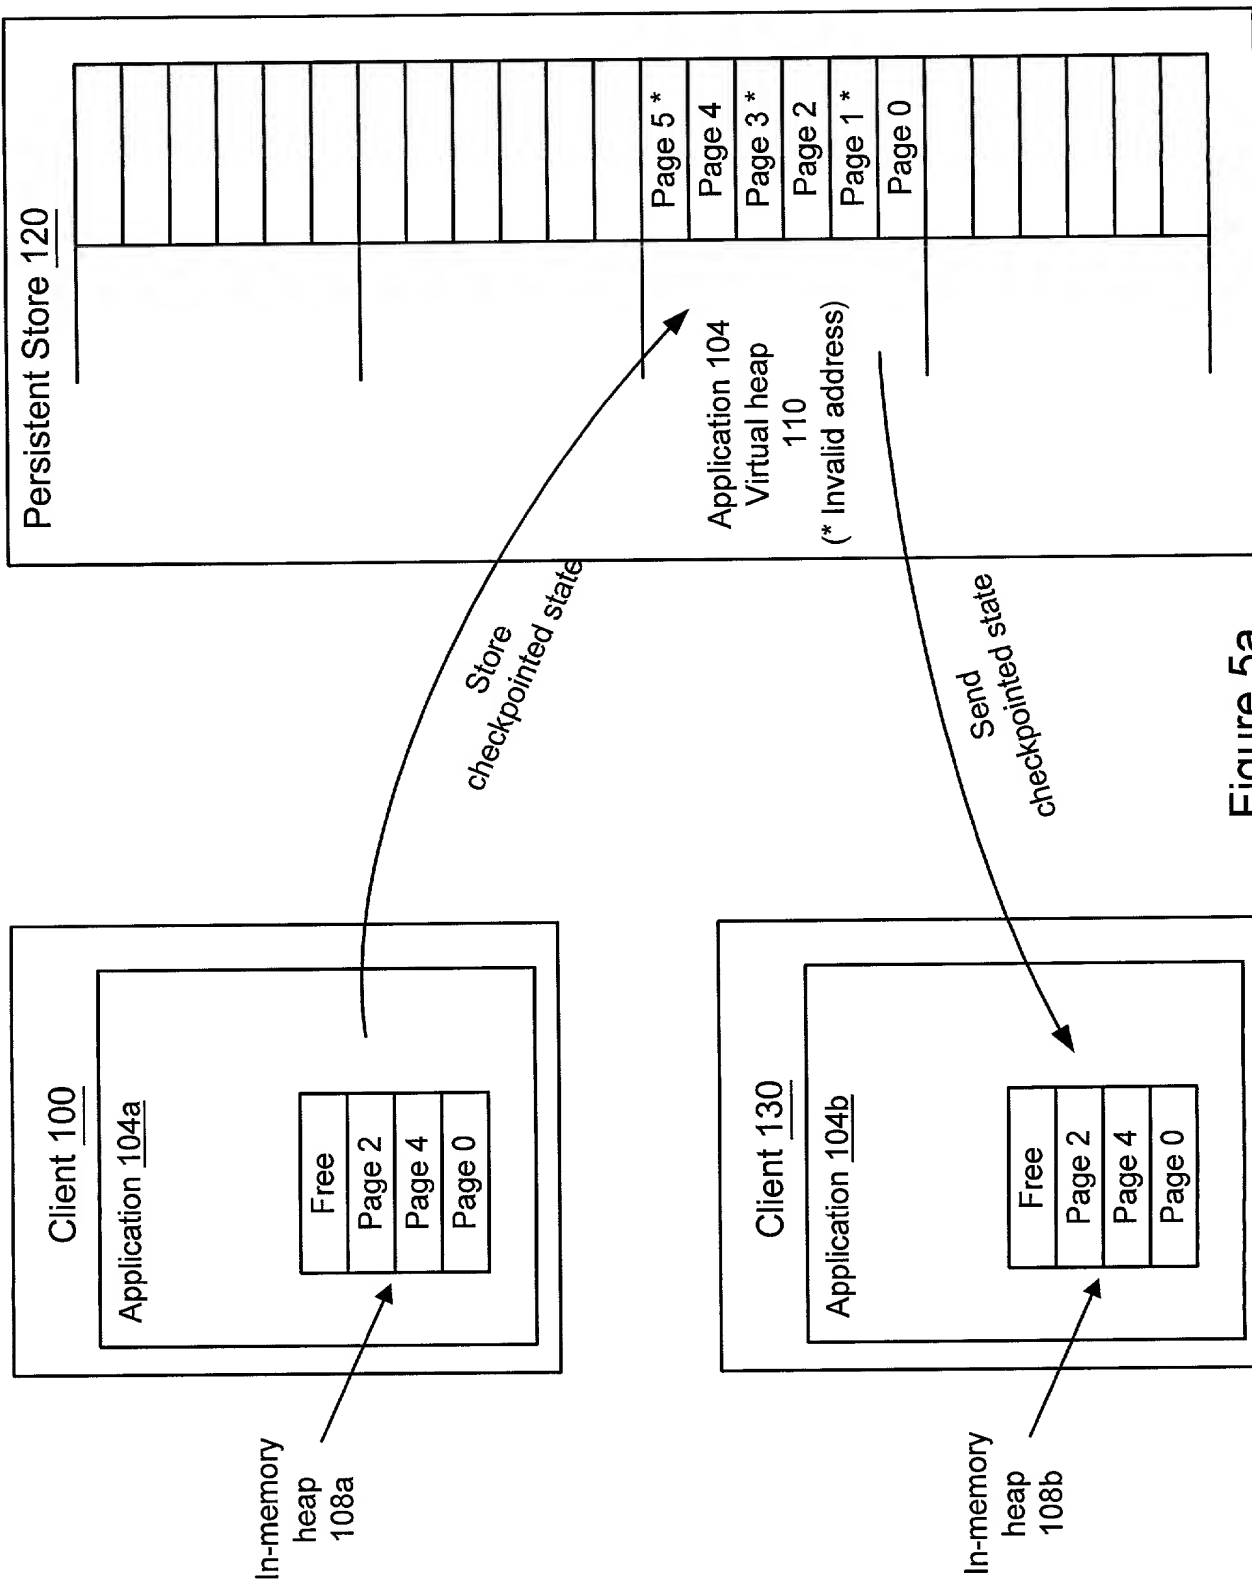 Persistent Store 120
Page 5 *
Page 4
Page 3 *
Page 2
Page 1 *
Page 0
Application 104
Virtual heap
110
(* Invalid address)
Store
checkpointed state
Send
checkpointed state
Client 100
Application 104a
Free
Page 2
Page 4
Page 0
In-memory
heap
108a
Client 130
Application 104b
Free
Page 2
Page 4
Page 0
In-memory
heap
108b
Figure 5a